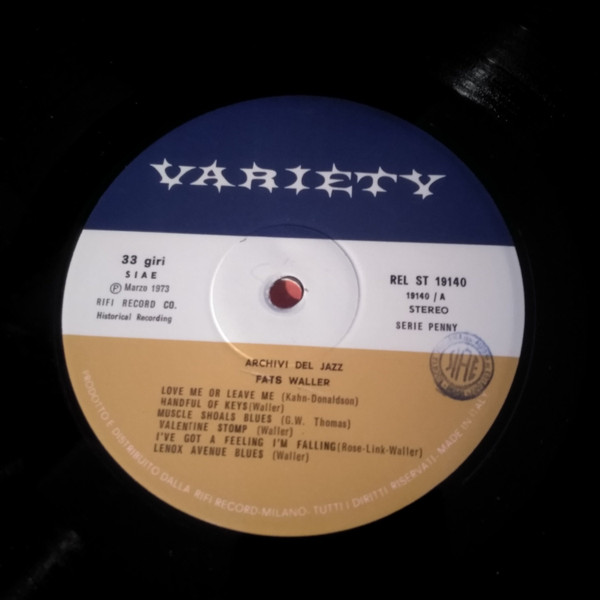 VARIETY
33 giri
SIAE
Ⓟ Marzo 1973
RIFI RECORD CO.
Historical Recording
REL ST 19140
19140 / A
STEREO
SERIE PENNY
ARCHIVI DEL JAZZ
FATS WALLER
LOVE ME OR LEAVE ME (Kahn-Donaldson)
HANDFUL OF KEYS(Waller)
MUSCLE SHOALS BLUES (G.W. Thomas)
VALENTINE STOMP (Waller)
I'VE GOT A FEELING I'M FALLING(Rose-Link-Waller)
LENOX AVENUE BLUES (Waller)
PRODOTTO E DISTRIBUITO DALLA RIFI RECORD-MILANO-TUTTI I DIRITTI RISERVATI-MADE IN ITALY
SIAE